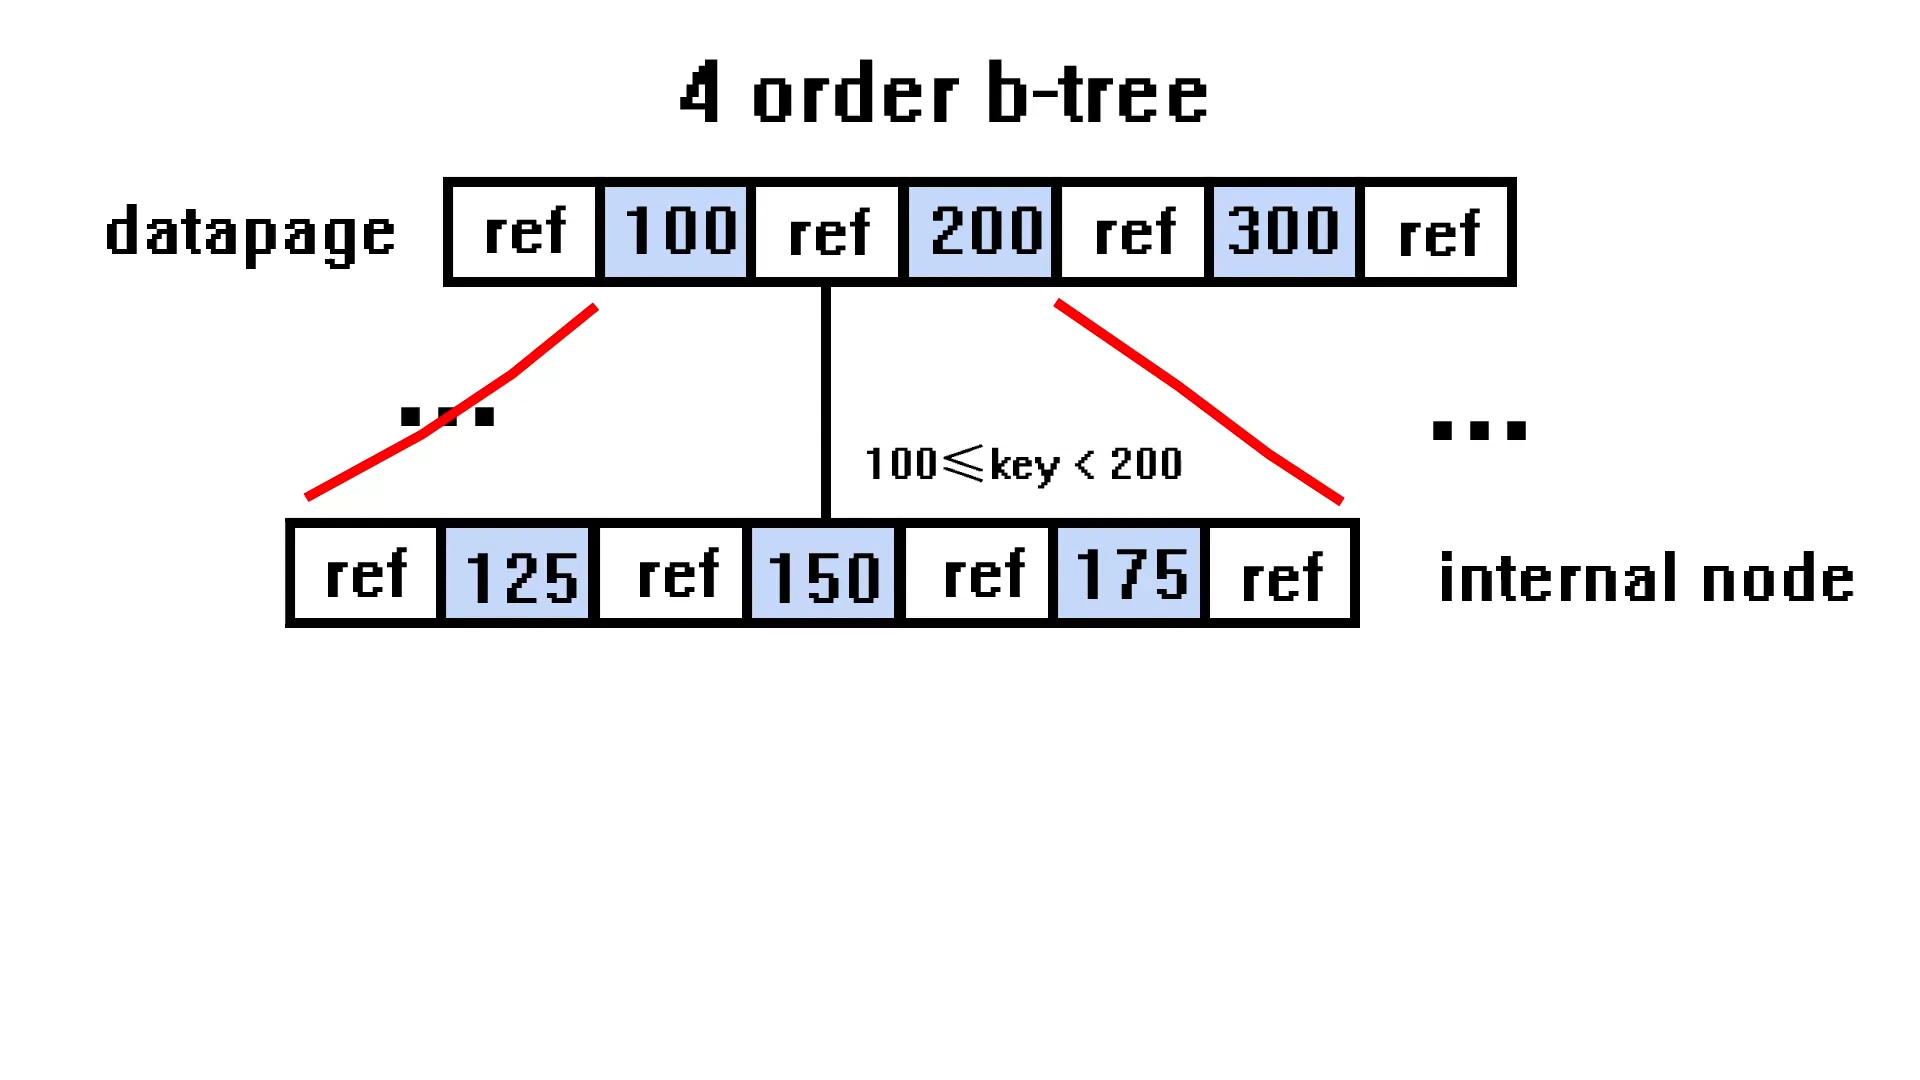 4 order b-tree
datapage ref 100 ref 200 ref 300 ref
... ...
100≤key < 200
ref 125 ref 150 ref 175 ref internal node